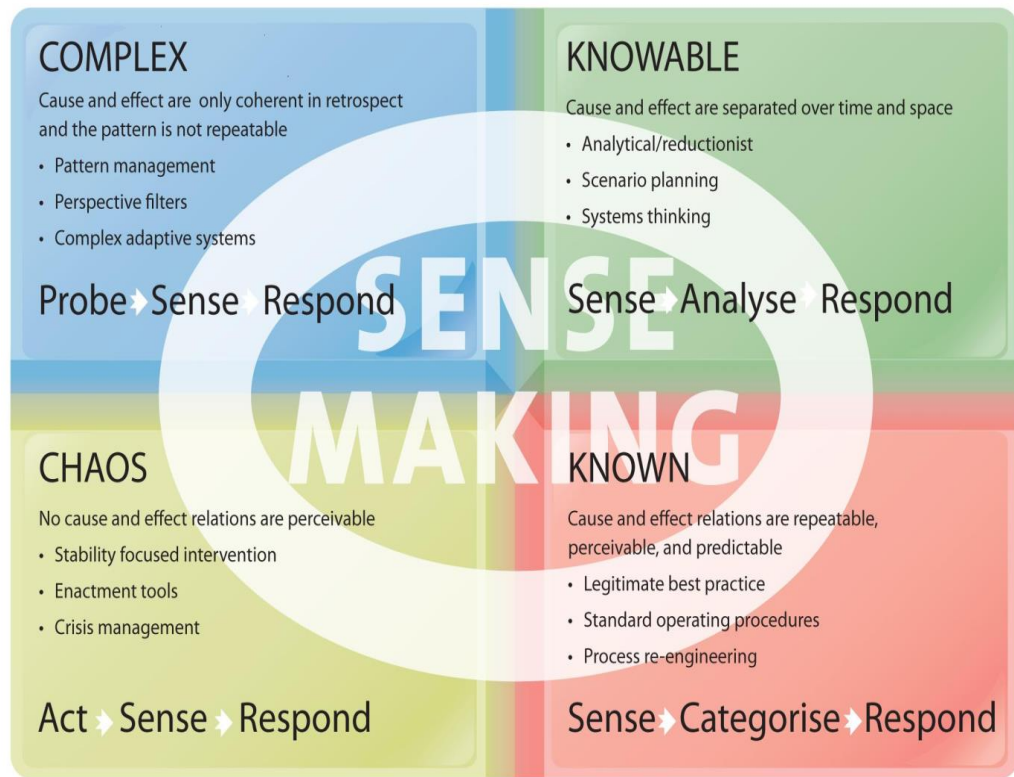 COMPLEX
Cause and effect are only coherent in retrospect
and the pattern is not repeatable
• Pattern management
• Perspective filters
• Complex adaptive systems
Probe Sense Respond
KNOWABLE
Cause and effect are separated over time and space
• Analytical/reductionist
• Scenario planning
• Systems thinking
Sense Analyse Respond
SENSE
MAKING
CHAOS
No cause and effect relations are perceivable
• Stability focused intervention
• Enactment tools
• Crisis management
Act Sense Respond
KNOWN
Cause and effect relations are repeatable,
perceivable, and predictable
• Legitimate best practice
• Standard operating procedures
• Process re-engineering
Sense Categorise Respond